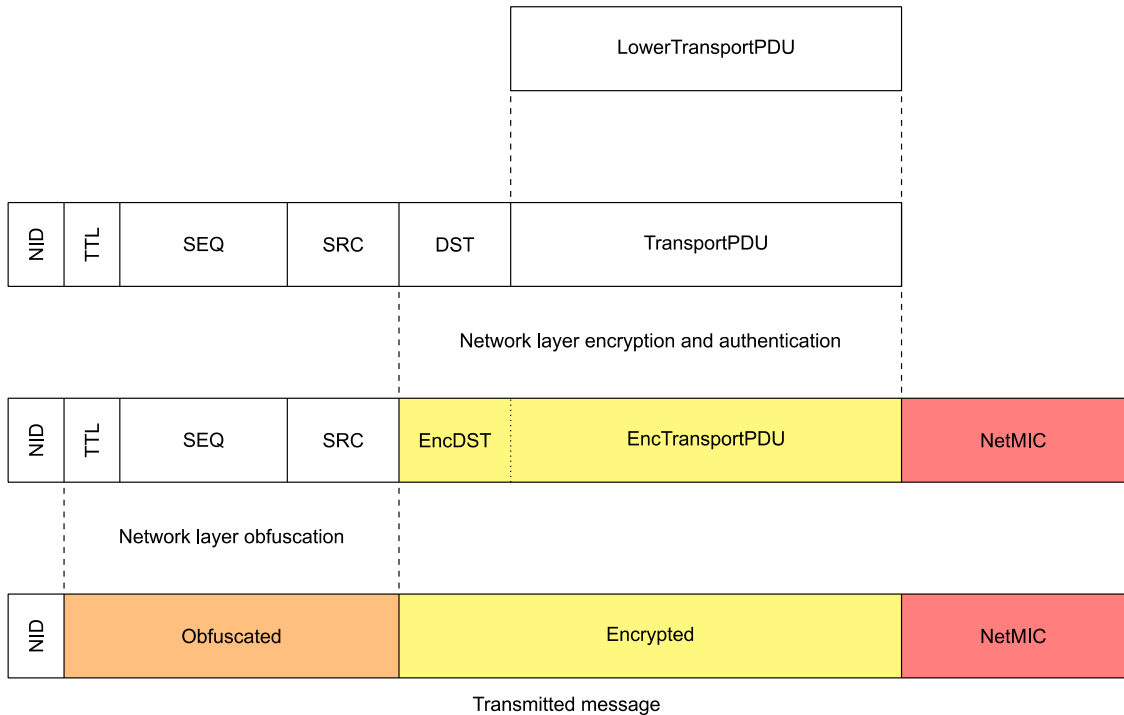 LowerTransportPDU
NID TTL SEQ SRC DST TransportPDU
Network layer encryption and authentication
NID TTL SEQ SRC EncDST EncTransportPDU NetMIC
Network layer obfuscation
NID Obfuscated Encrypted NetMIC
Transmitted message